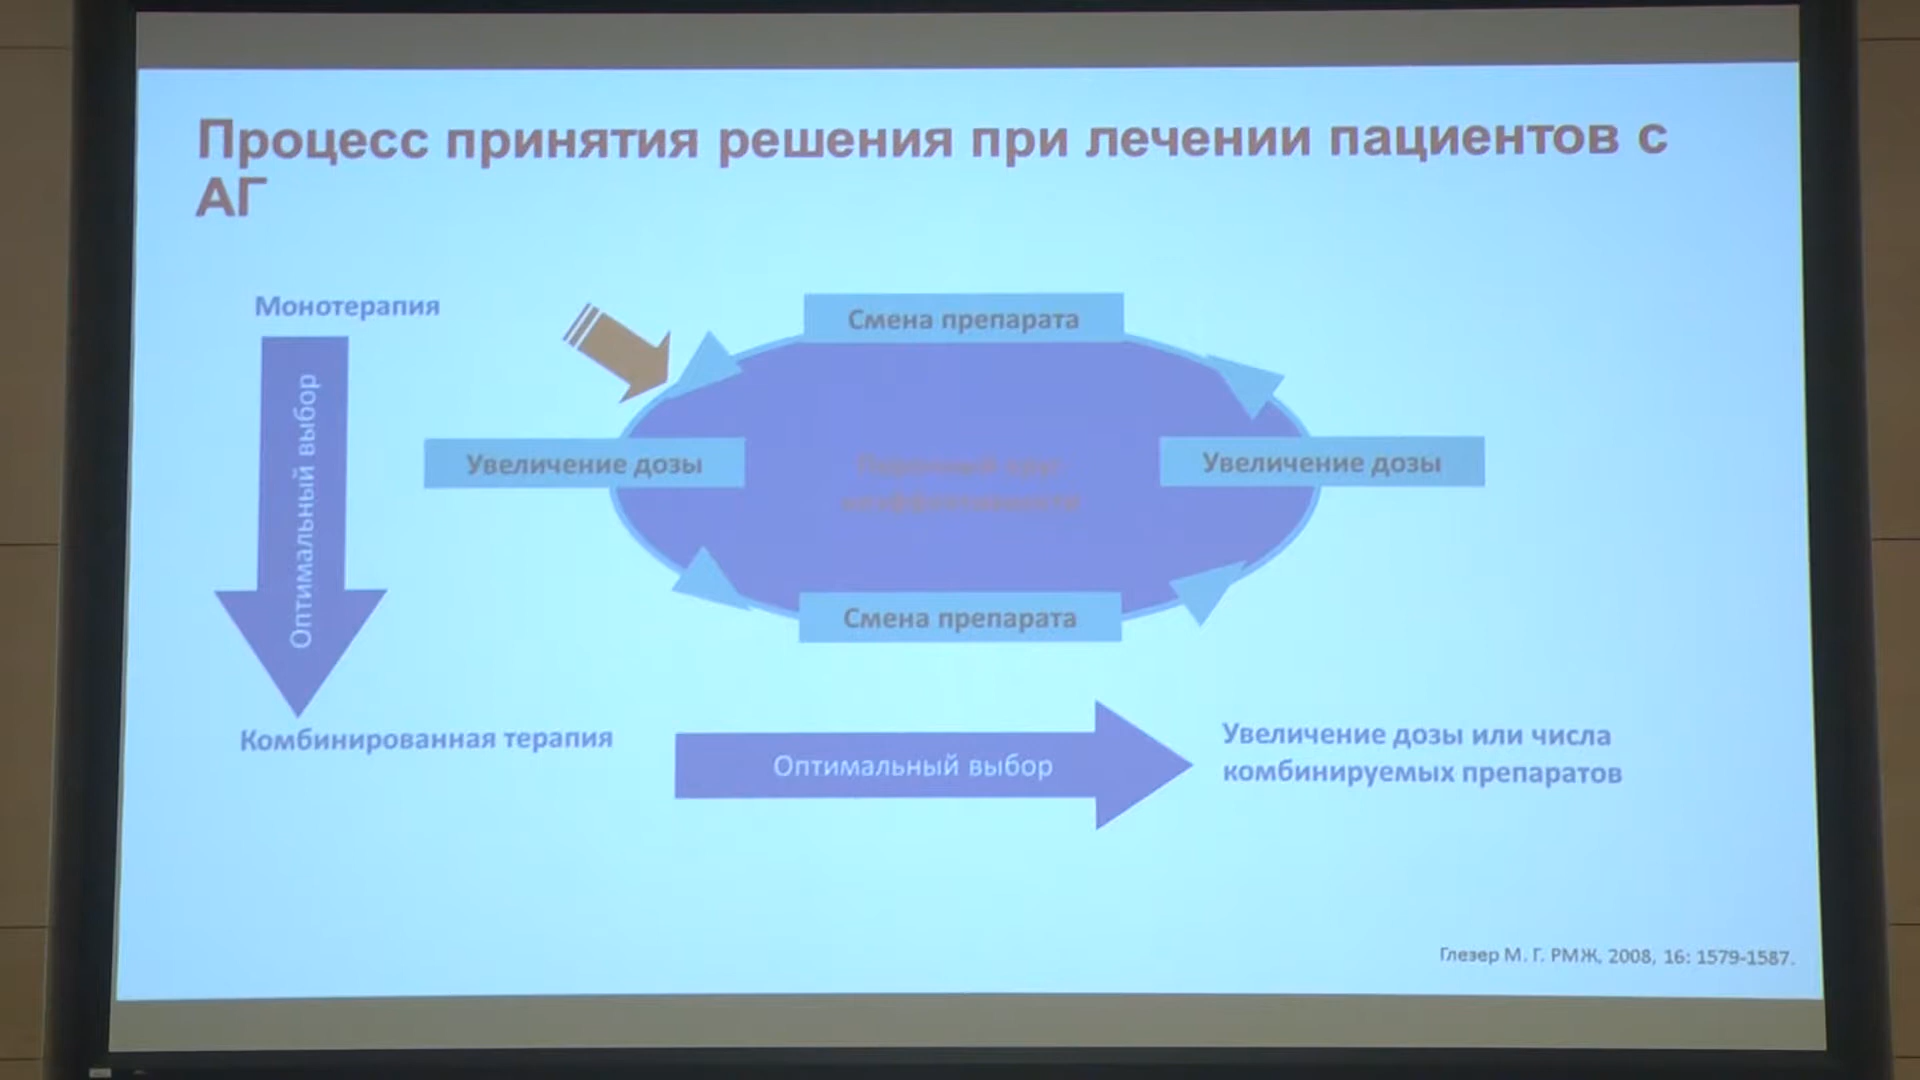 Процесс принятия решения при лечении пациентов с
АГ
Монотерапия
Оптимальный выбор
Смена препарата
Увеличение дозы
Увеличение дозы
Смена препарата
Комбинированная терапия
Оптимальный выбор
Увеличение дозы или числа
комбинируемых препаратов
Глезер М. Г. РМЖ, 2008, 16: 1579-1587.